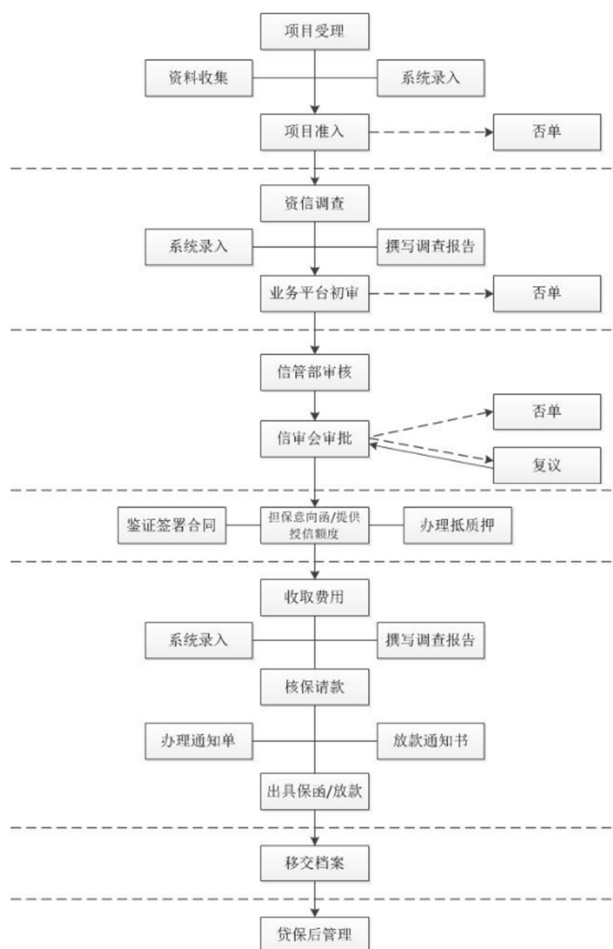 项目受理
资料收集
系统录入
项目准入
否单
资信调查
系统录入
撰写调查报告
业务平台初审
否单
信管部审核
否单
信审会审批
复议
鉴证签署合同
担保意向函/提供
授信额度
办理抵质押
收取费用
系统录入
撰写调查报告
核保请款
办理通知单
放款通知书
出具保函/放款
移交档案
贷保后管理